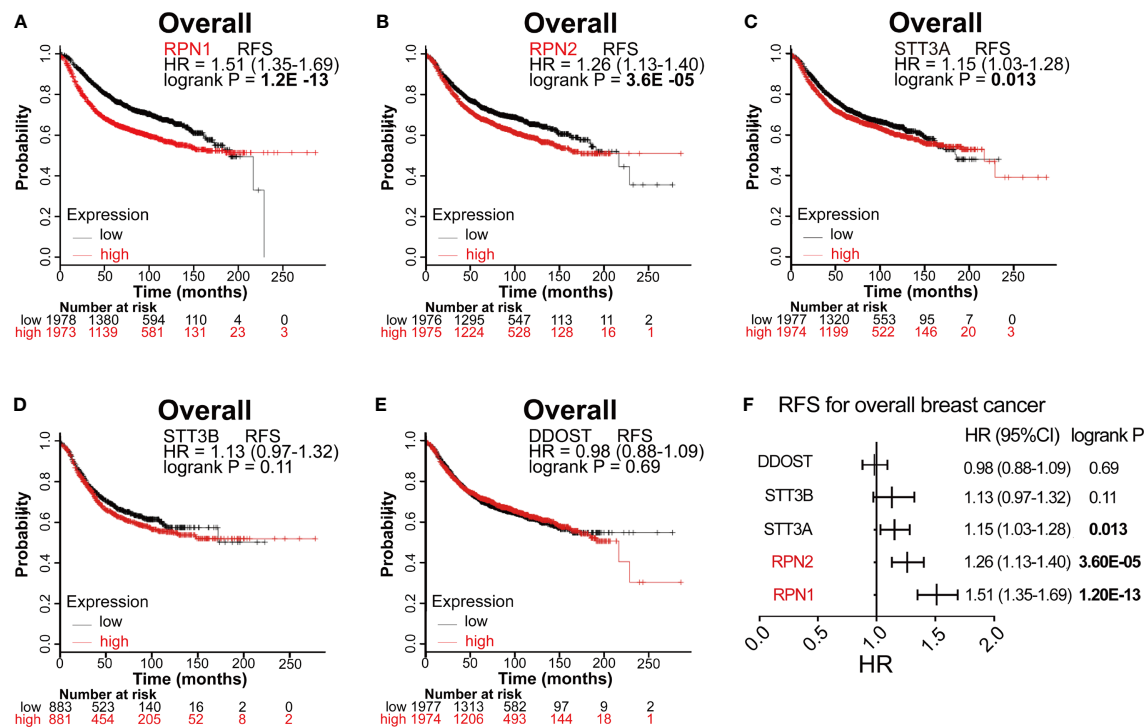 A
Overall
RPN1 RFS
HR = 1.51 (1.35-1.69)
logrank P = 1.2E -13
Probability
0.0 0.2 0.4 0.6 0.8 1.0
Expression
low
high
0 50 100 150 200 250
Time (months)
Number at risk
low 1978 1380 594 110 4 0
high 1973 1139 581 131 23 3
B
Overall
RPN2 RFS
HR = 1.26 (1.13-1.40)
logrank P = 3.6E -05
Probability
0.0 0.2 0.4 0.6 0.8 1.0
Expression
low
high
0 50 100 150 200 250
Time (months)
Number at risk
low 1976 1295 547 113 11 2
high 1975 1224 528 128 16 1
C
Overall
STT3A RFS
HR = 1.15 (1.03-1.28)
logrank P = 0.013
Probability
0.0 0.2 0.4 0.6 0.8 1.0
Expression
low
high
0 50 100 150 200 250
Time (months)
Number at risk
low 1977 1320 553 95 7 0
high 1974 1199 522 146 20 3
D
Overall
STT3B RFS
HR = 1.13 (0.97-1.32)
logrank P = 0.11
Probability
0.0 0.2 0.4 0.6 0.8 1.0
Expression
low
high
0 50 100 150 200 250
Time (months)
Number at risk
low 883 523 140 16 2 0
high 881 454 205 52 8 2
E
Overall
DDOST RFS
HR = 0.98 (0.88-1.09)
logrank P = 0.69
Probability
0.0 0.2 0.4 0.6 0.8 1.0
Expression
low
high
0 50 100 150 200 250
Time (months)
Number at risk
low 1977 1313 582 97 9 2
high 1974 1206 493 144 18 1
F
RFS for overall breast cancer
HR (95%CI) logrank P
DDOST 0.98 (0.88-1.09) 0.69
STT3B 1.13 (0.97-1.32) 0.11
STT3A 1.15 (1.03-1.28) 0.013
RPN2 1.26 (1.13-1.40) 3.60E-05
RPN1 1.51 (1.35-1.69) 1.20E-13
0.0 0.5 1.0 1.5 2.0
HR